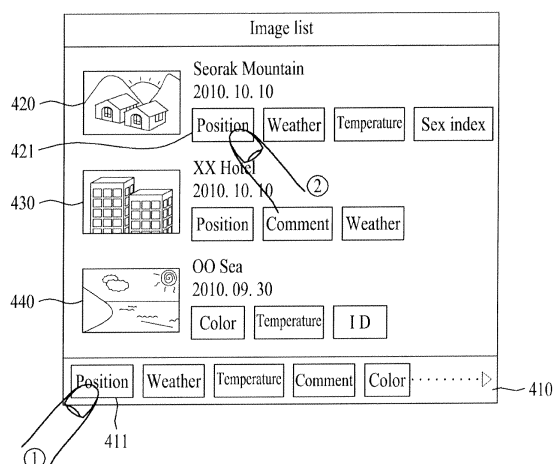 Image list
Seorak Mountain
2010. 10. 10
420
421
Position Weather Temperature Sex index
XX Hotel
②
2010. 10. 10
430
Position Comment Weather
OO Sea
2010. 09. 30
440
Color Temperature I D
Position Weather Temperature Comment Color
410
411
①